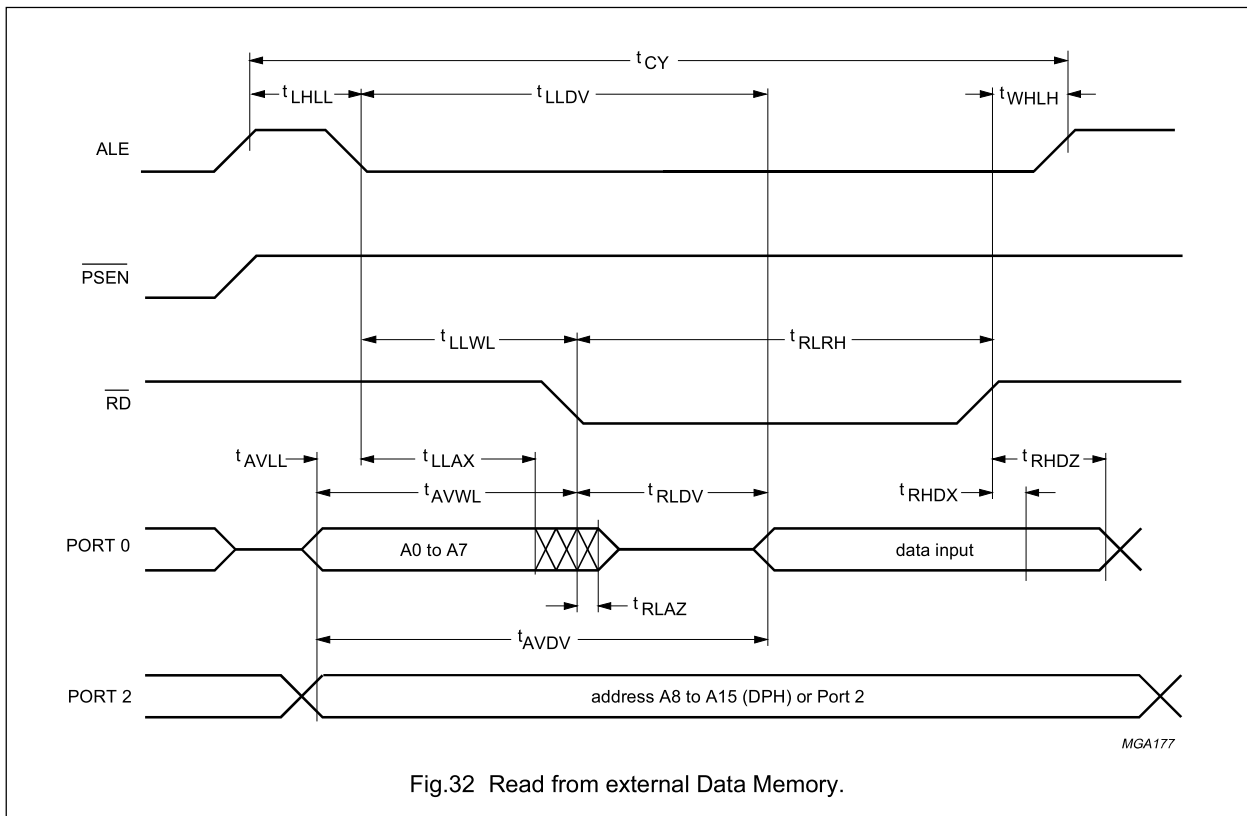 tCY
tLHLL
tLLDV
tWHLH
ALE
PSEN
tLLWL
tRLRH
RD
tAVLL
tLLAX
tRHDZ
tAVWL
tRLDV
tRHDX
PORT 0
A0 to A7
data input
tRLAZ
tAVDV
PORT 2
address A8 to A15 (DPH) or Port 2
MGA177
Fig.32 Read from external Data Memory.